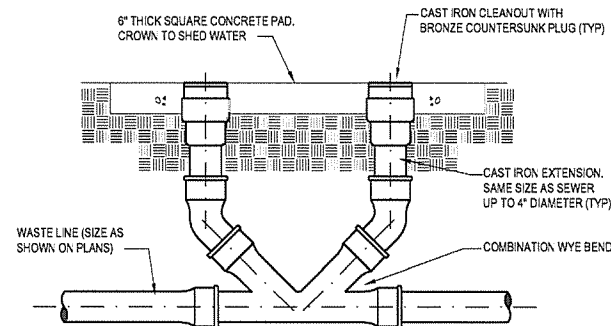 6" THICK SQUARE CONCRETE PAD.
CROWN TO SHED WATER
CAST IRON CLEANOUT WITH
BRONZE COUNTERSUNK PLUG (TYP)
CAST IRON EXTENSION.
SAME SIZE AS SEWER
UP TO 4" DIAMETER (TYP)
WASTE LINE (SIZE AS
SHOWN ON PLANS)
COMBINATION WYE BEND